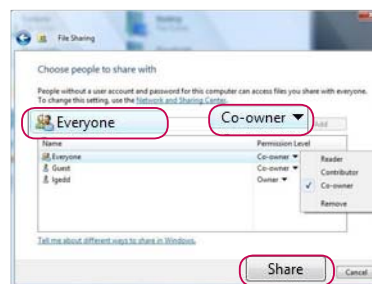 File Sharing
Choose people to share with
People without a user account and password for this computer can access files you share with everyone.
To change this setting, use the Network and Sharing Center.
Everyone
Co-owner
Add
Name
Permission Level
Everyone
Co-owner
Guest
Co-owner
lgedd
Owner
Reader
Contributor
Co-owner
Remove
Tell me about different ways to share in Windows.
Share
Cancel